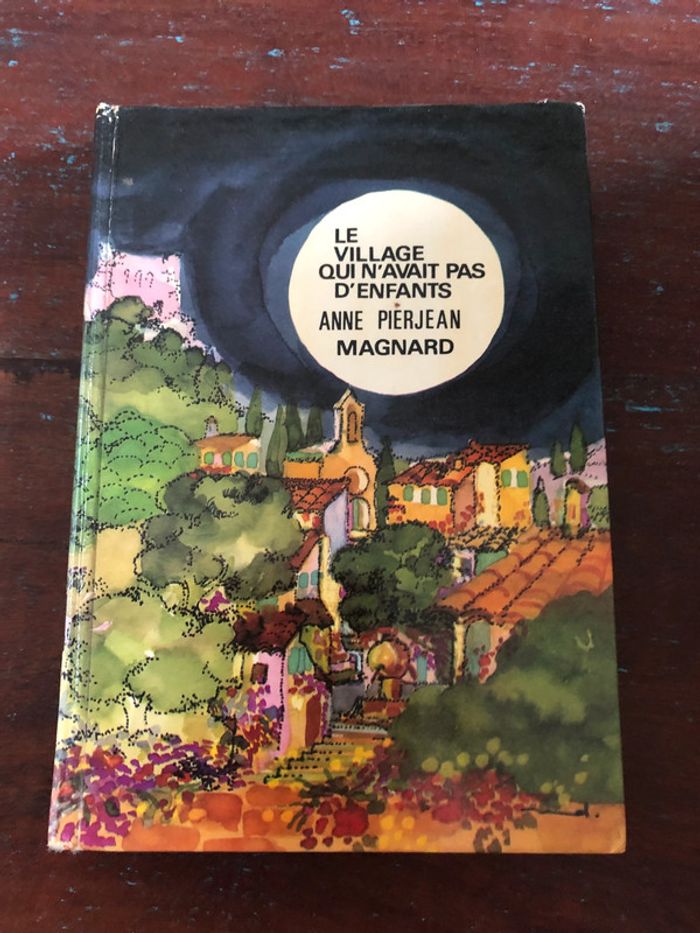 LE
VILLAGE
QUI N'AVAIT PAS
D'ENFANTS
ANNE PIERJEAN
MAGNARD